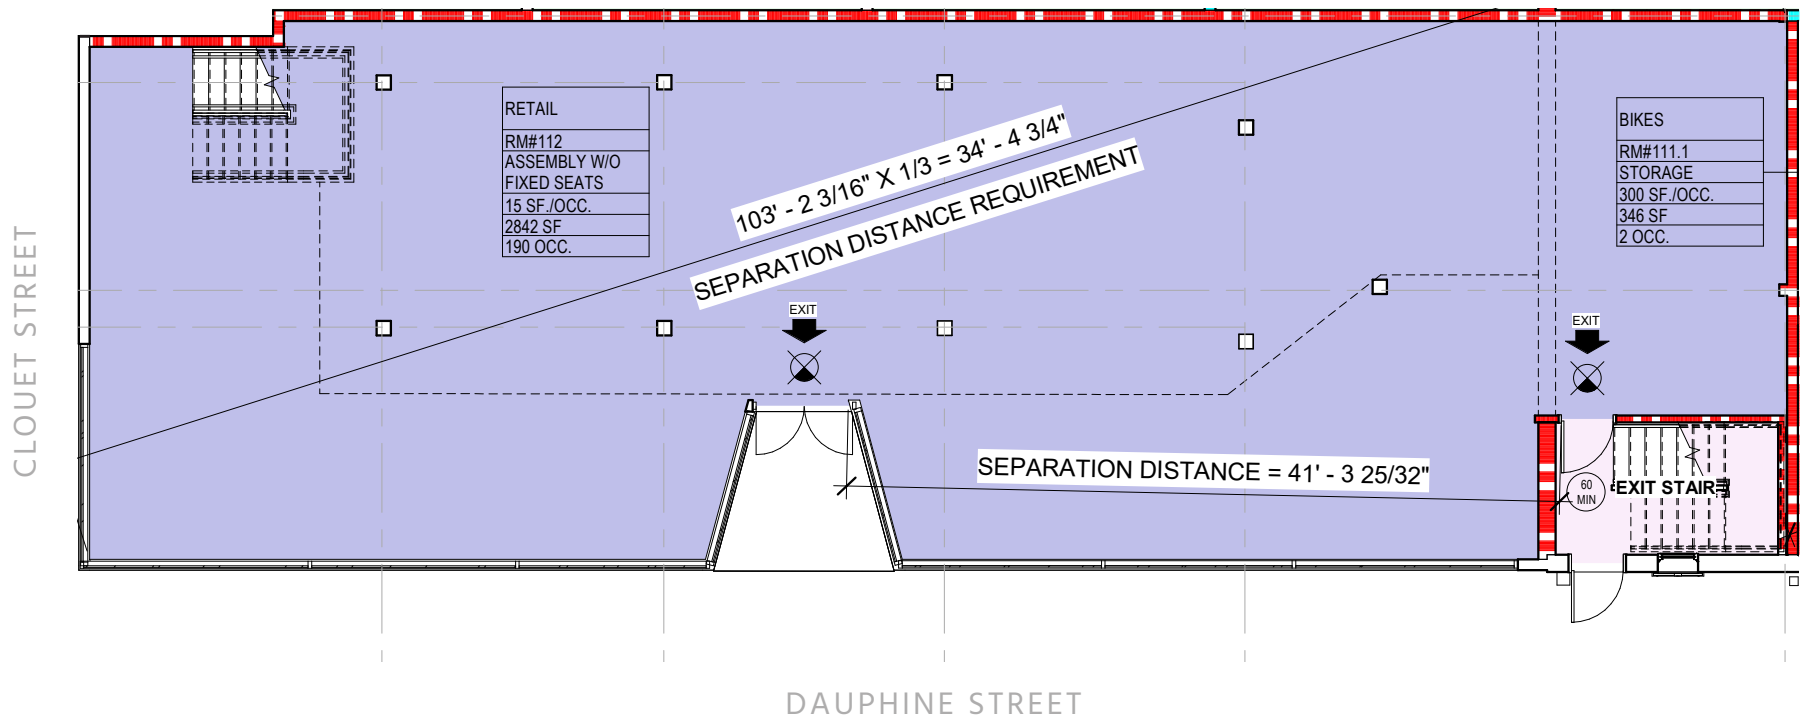 RETAIL
RM#112
ASSEMBLY W/O
FIXED SEATS
15 SF./OCC.
2842 SF
190 OCC.
103' - 2 3/16" X 1/3 = 34' - 4 3/4"
SEPARATION DISTANCE REQUIREMENT
BIKES
RM#111.1
STORAGE
300 SF./OCC.
346 SF
2 OCC.
CLOUET STREET
EXIT
EXIT
SEPARATION DISTANCE = 41' - 3 25/32"
60
MIN
EXIT STAIR
DAUPHINE STREET